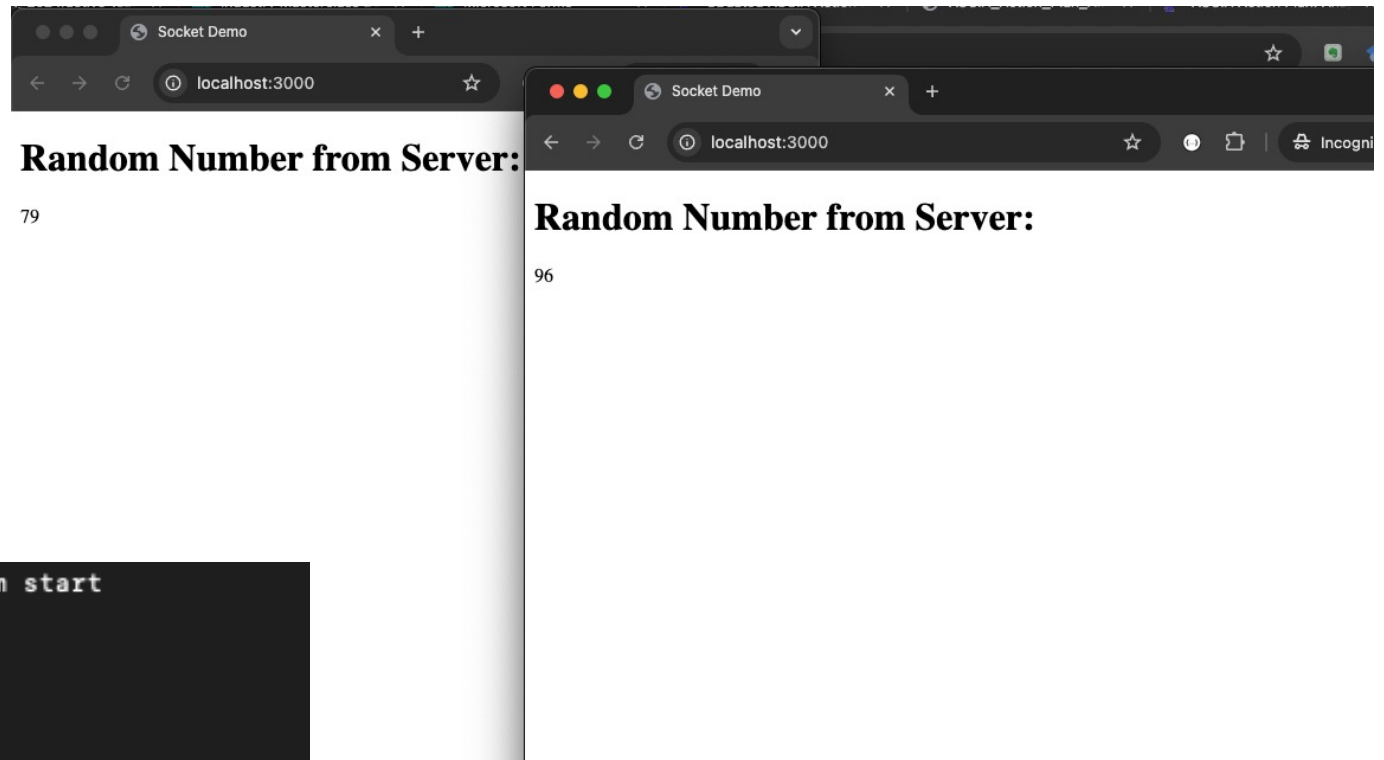 Socket Demo
localhost:3000
Random Number from Server:
79
Socket Demo
localhost:3000
Incogni
Random Number from Server:
96
start